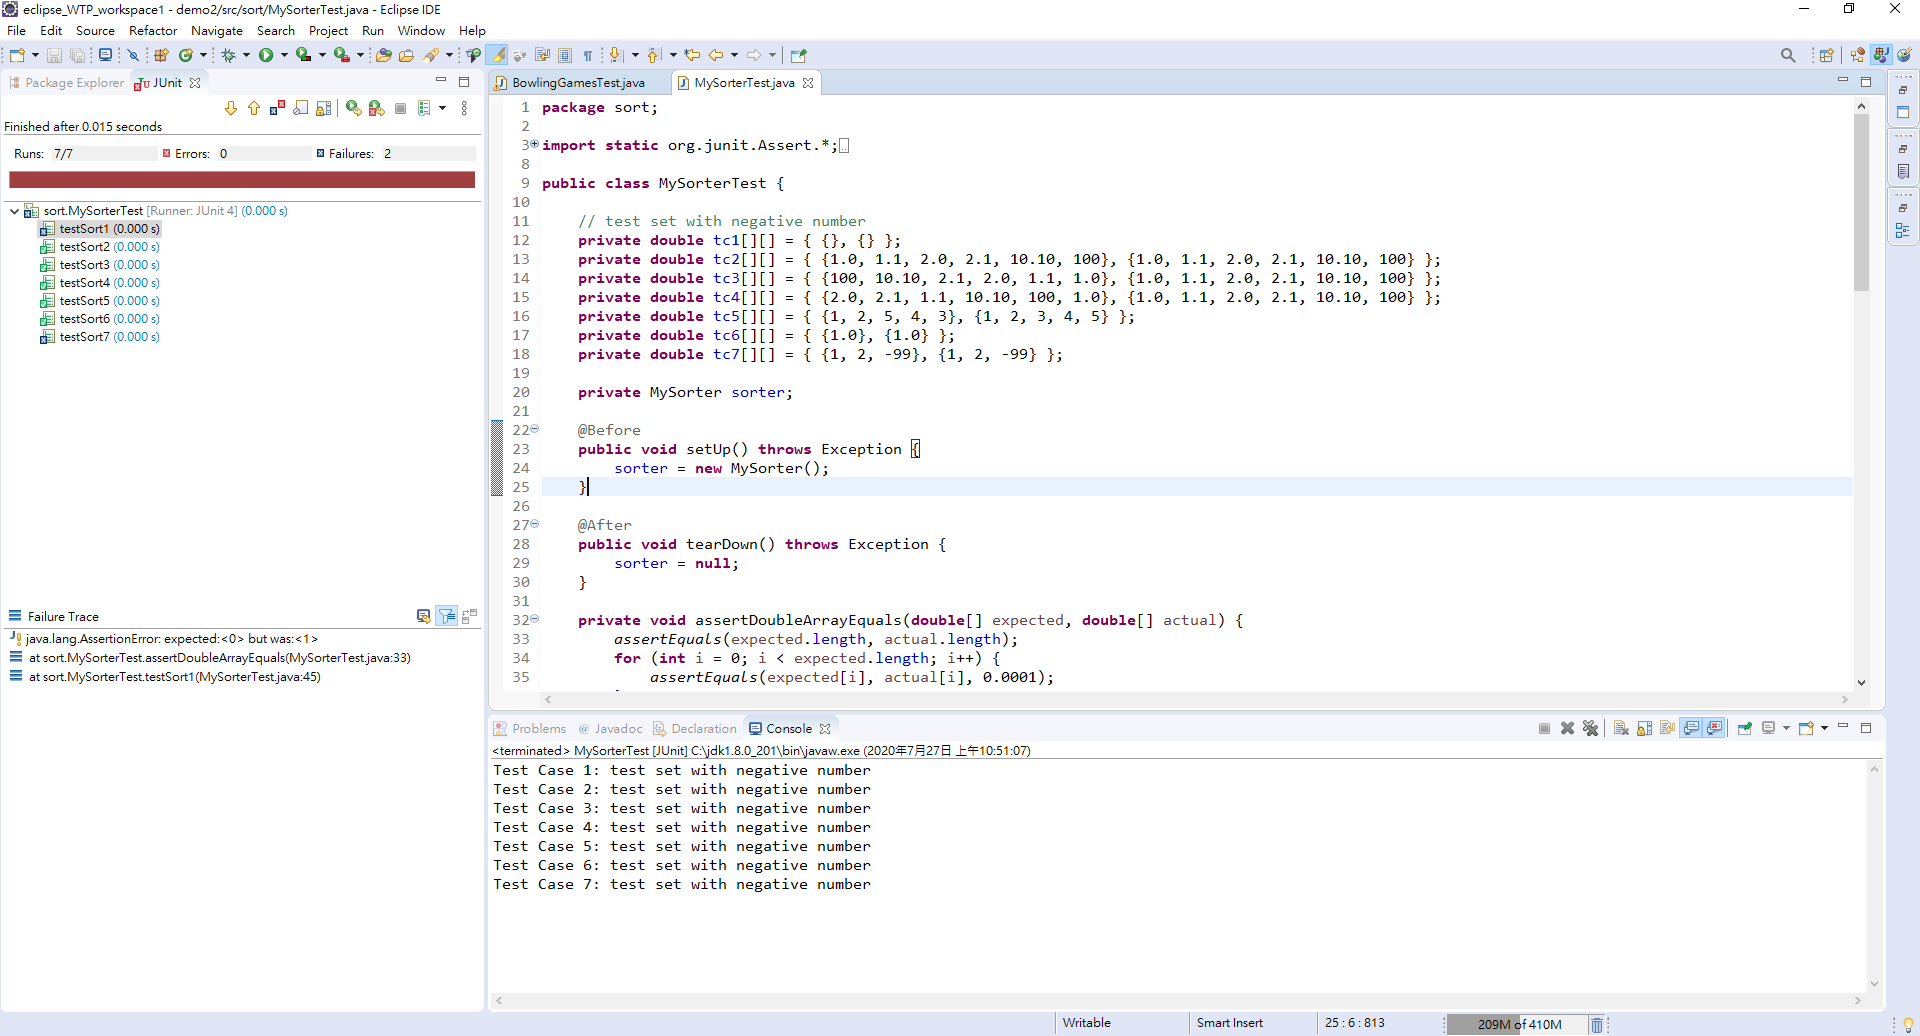 eclipse_WTP_workspace1 - demo2/src/sort/MySorterTest.java - Eclipse IDE
File Edit Source Refactor Navigate Search Project Run Window Help
Package Explorer JUnit
Finished after 0.015 seconds
Runs: 7/7 Errors: 0 Failures: 2
sort.MySorterTest [Runner: JUnit 4] (0.000 s)
testSort1 (0.000 s)
testSort2 (0.000 s)
testSort3 (0.000 s)
testSort4 (0.000 s)
testSort5 (0.000 s)
testSort6 (0.000 s)
testSort7 (0.000 s)
Failure Trace
java.lang.AssertionError: expected:<0> but was:<1>
at sort.MySorterTest.assertDoubleArrayEquals(MySorterTest.java:33)
at sort.MySorterTest.testSort1(MySorterTest.java:45)
BowlingGamesTest.java MySorterTest.java
1 package sort;
2
3 import static org.junit.Assert.*;
8
9 public class MySorterTest {
10
11 // test set with negative number
12 private double tc1[][] = { {}, {} };
13 private double tc2[][] = { {1.0, 1.1, 2.0, 2.1, 10.10, 100}, {1.0, 1.1, 2.0, 2.1, 10.10, 100} };
14 private double tc3[][] = { {100, 10.10, 2.1, 2.0, 1.1, 1.0}, {1.0, 1.1, 2.0, 2.1, 10.10, 100} };
15 private double tc4[][] = { {2.0, 2.1, 1.1, 10.10, 100, 1.0}, {1.0, 1.1, 2.0, 2.1, 10.10, 100} };
16 private double tc5[][] = { {1, 2, 5, 4, 3}, {1, 2, 3, 4, 5} };
17 private double tc6[][] = { {1.0}, {1.0} };
18 private double tc7[][] = { {1, 2, -99}, {1, 2, -99} };
19
20 private MySorter sorter;
21
22 @Before
23 public void setUp() throws Exception {
24 sorter = new MySorter();
25 }
26
27 @After
28 public void tearDown() throws Exception {
29 sorter = null;
30 }
31
32 private void assertDoubleArrayEquals(double[] expected, double[] actual) {
33 assertEquals(expected.length, actual.length);
34 for (int i = 0; i < expected.length; i++) {
35 assertEquals(expected[i], actual[i], 0.0001);
Problems @ Javadoc Declaration Console
<terminated> MySorterTest [JUnit] C:\jdk1.8.0_201\bin\javaw.exe (2020年7月27日 上午10:51:07)
Test Case 1: test set with negative number
Test Case 2: test set with negative number
Test Case 3: test set with negative number
Test Case 4: test set with negative number
Test Case 5: test set with negative number
Test Case 6: test set with negative number
Test Case 7: test set with negative number
Writable Smart Insert 25 : 6 : 813 209M of 410M